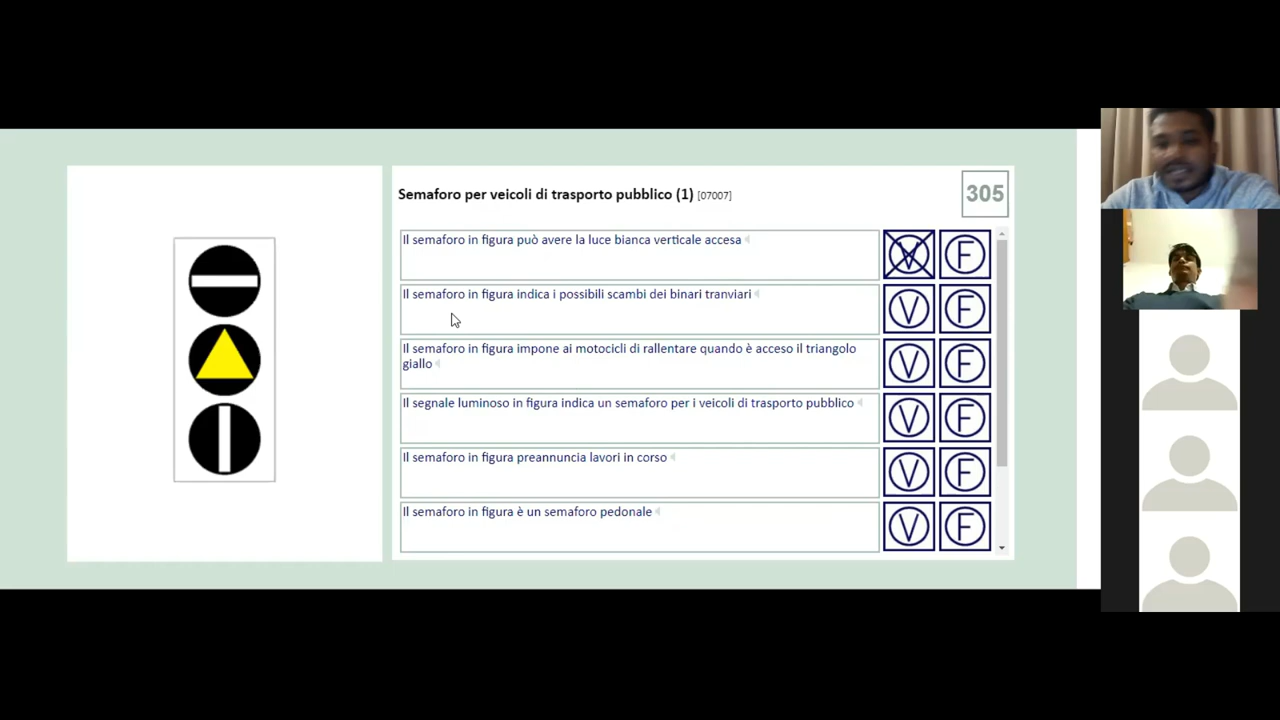 Semaforo per veicoli di trasporto pubblico (1) [07007]
305
Il semaforo in figura può avere la luce bianca verticale accesa
V F
Il semaforo in figura indica i possibili scambi dei binari tranviari
V F
Il semaforo in figura impone ai motocicli di rallentare quando è acceso il triangolo
giallo
V F
Il segnale luminoso in figura indica un semaforo per i veicoli di trasporto pubblico
V F
Il semaforo in figura preannuncia lavori in corso
V F
Il semaforo in figura è un semaforo pedonale
V F